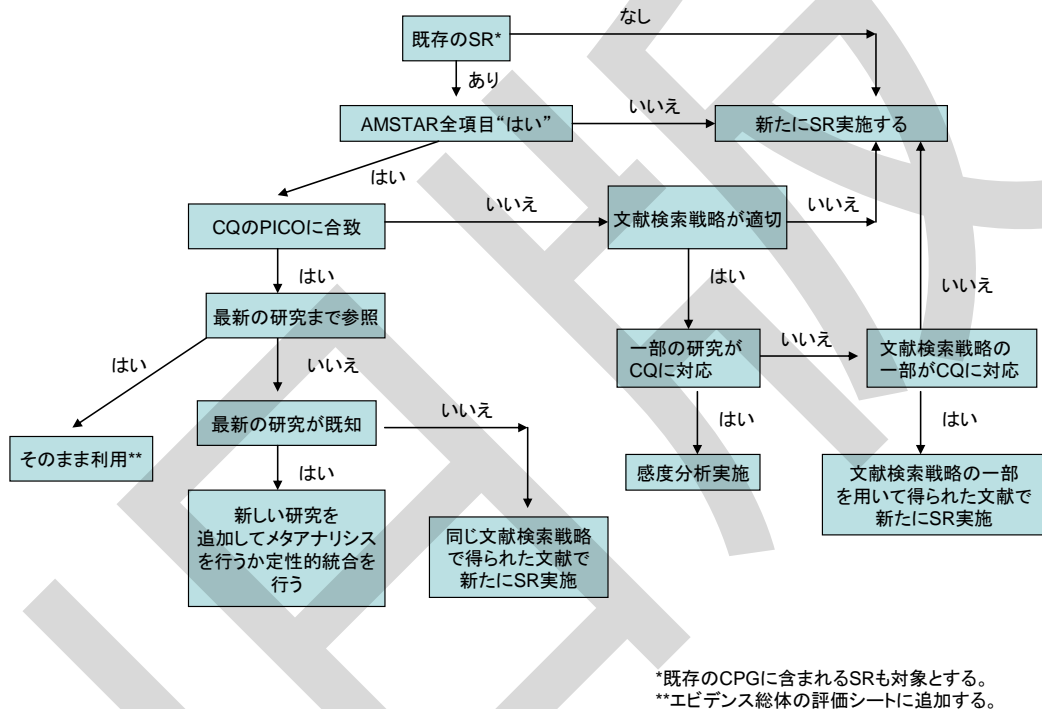 なし
既存のSR*
あり
AMSTAR全項目“はい”
いいえ
新たにSR実施する
はい
CQのPICOに合致
いいえ
文献検索戦略が適切
いいえ
はい
はい
いいえ
最新の研究まで参照
一部の研究が
CQに対応
いいえ
文献検索戦略の
一部がCQに対応
はい
いいえ
最新の研究が既知
いいえ
はい
はい
そのまま利用**
はい
感度分析実施
文献検索戦略の一部
を用いて得られた文献で
新たにSR実施
新しい研究を
追加してメタアナリシス
を行うか定性的統合を
行う
同じ文献検索戦略
で得られた文献で
新たにSR実施
*既存のCPGに含まれるSRも対象とする。
**エビデンス総体の評価シートに追加する。
旧版